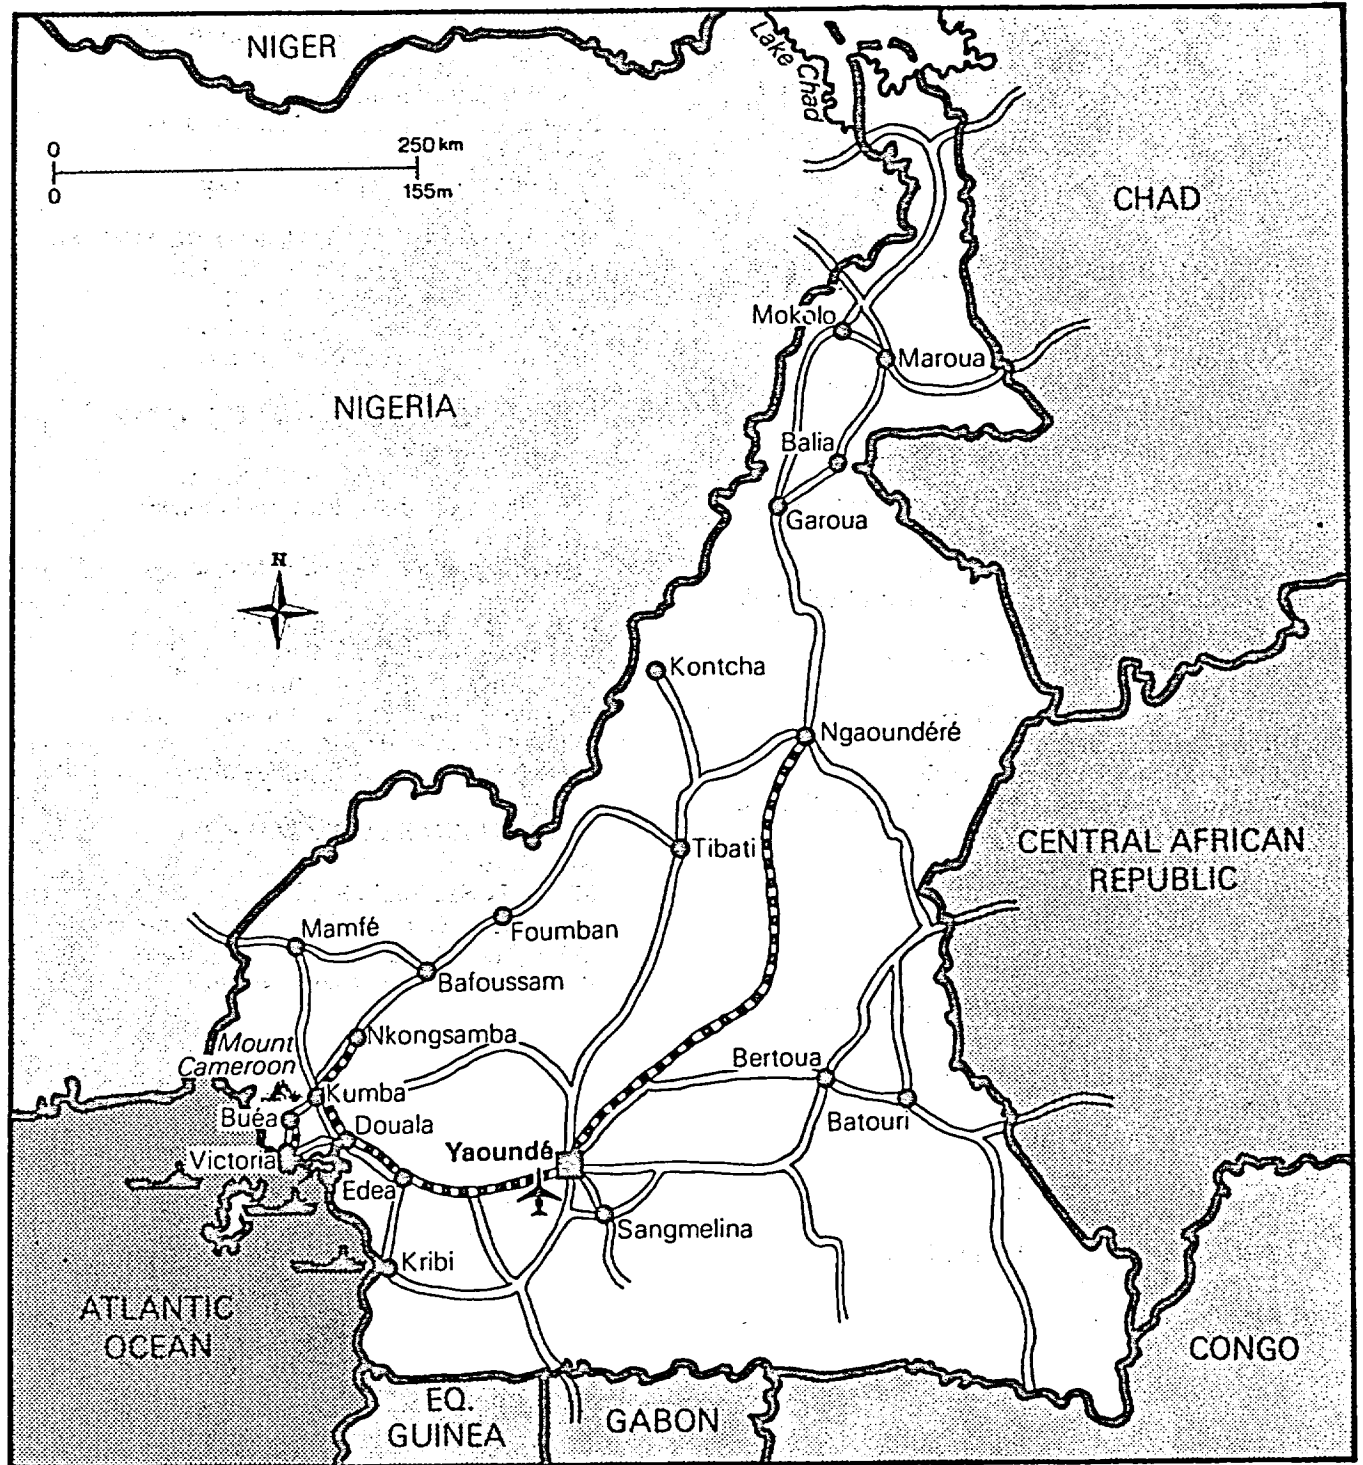 NIGER
Lake Chad
0
250 km
0
155m
CHAD
Mokolo
Maroua
NIGERIA
Balia
Garoua
N
Kontcha
Ngaoundéré
CENTRAL AFRICAN
REPUBLIC
Tibati
Mamfé
Foumban
Bafoussam
Nkongsamba
Mount
Cameroon
Bertoua
Kumba
Buéa
Douala
Batouri
Yaoundé
Victoria
Edea
Sangmelina
Kribi
ATLANTIC
OCEAN
CONGO
EQ.
GUINEA
GABON